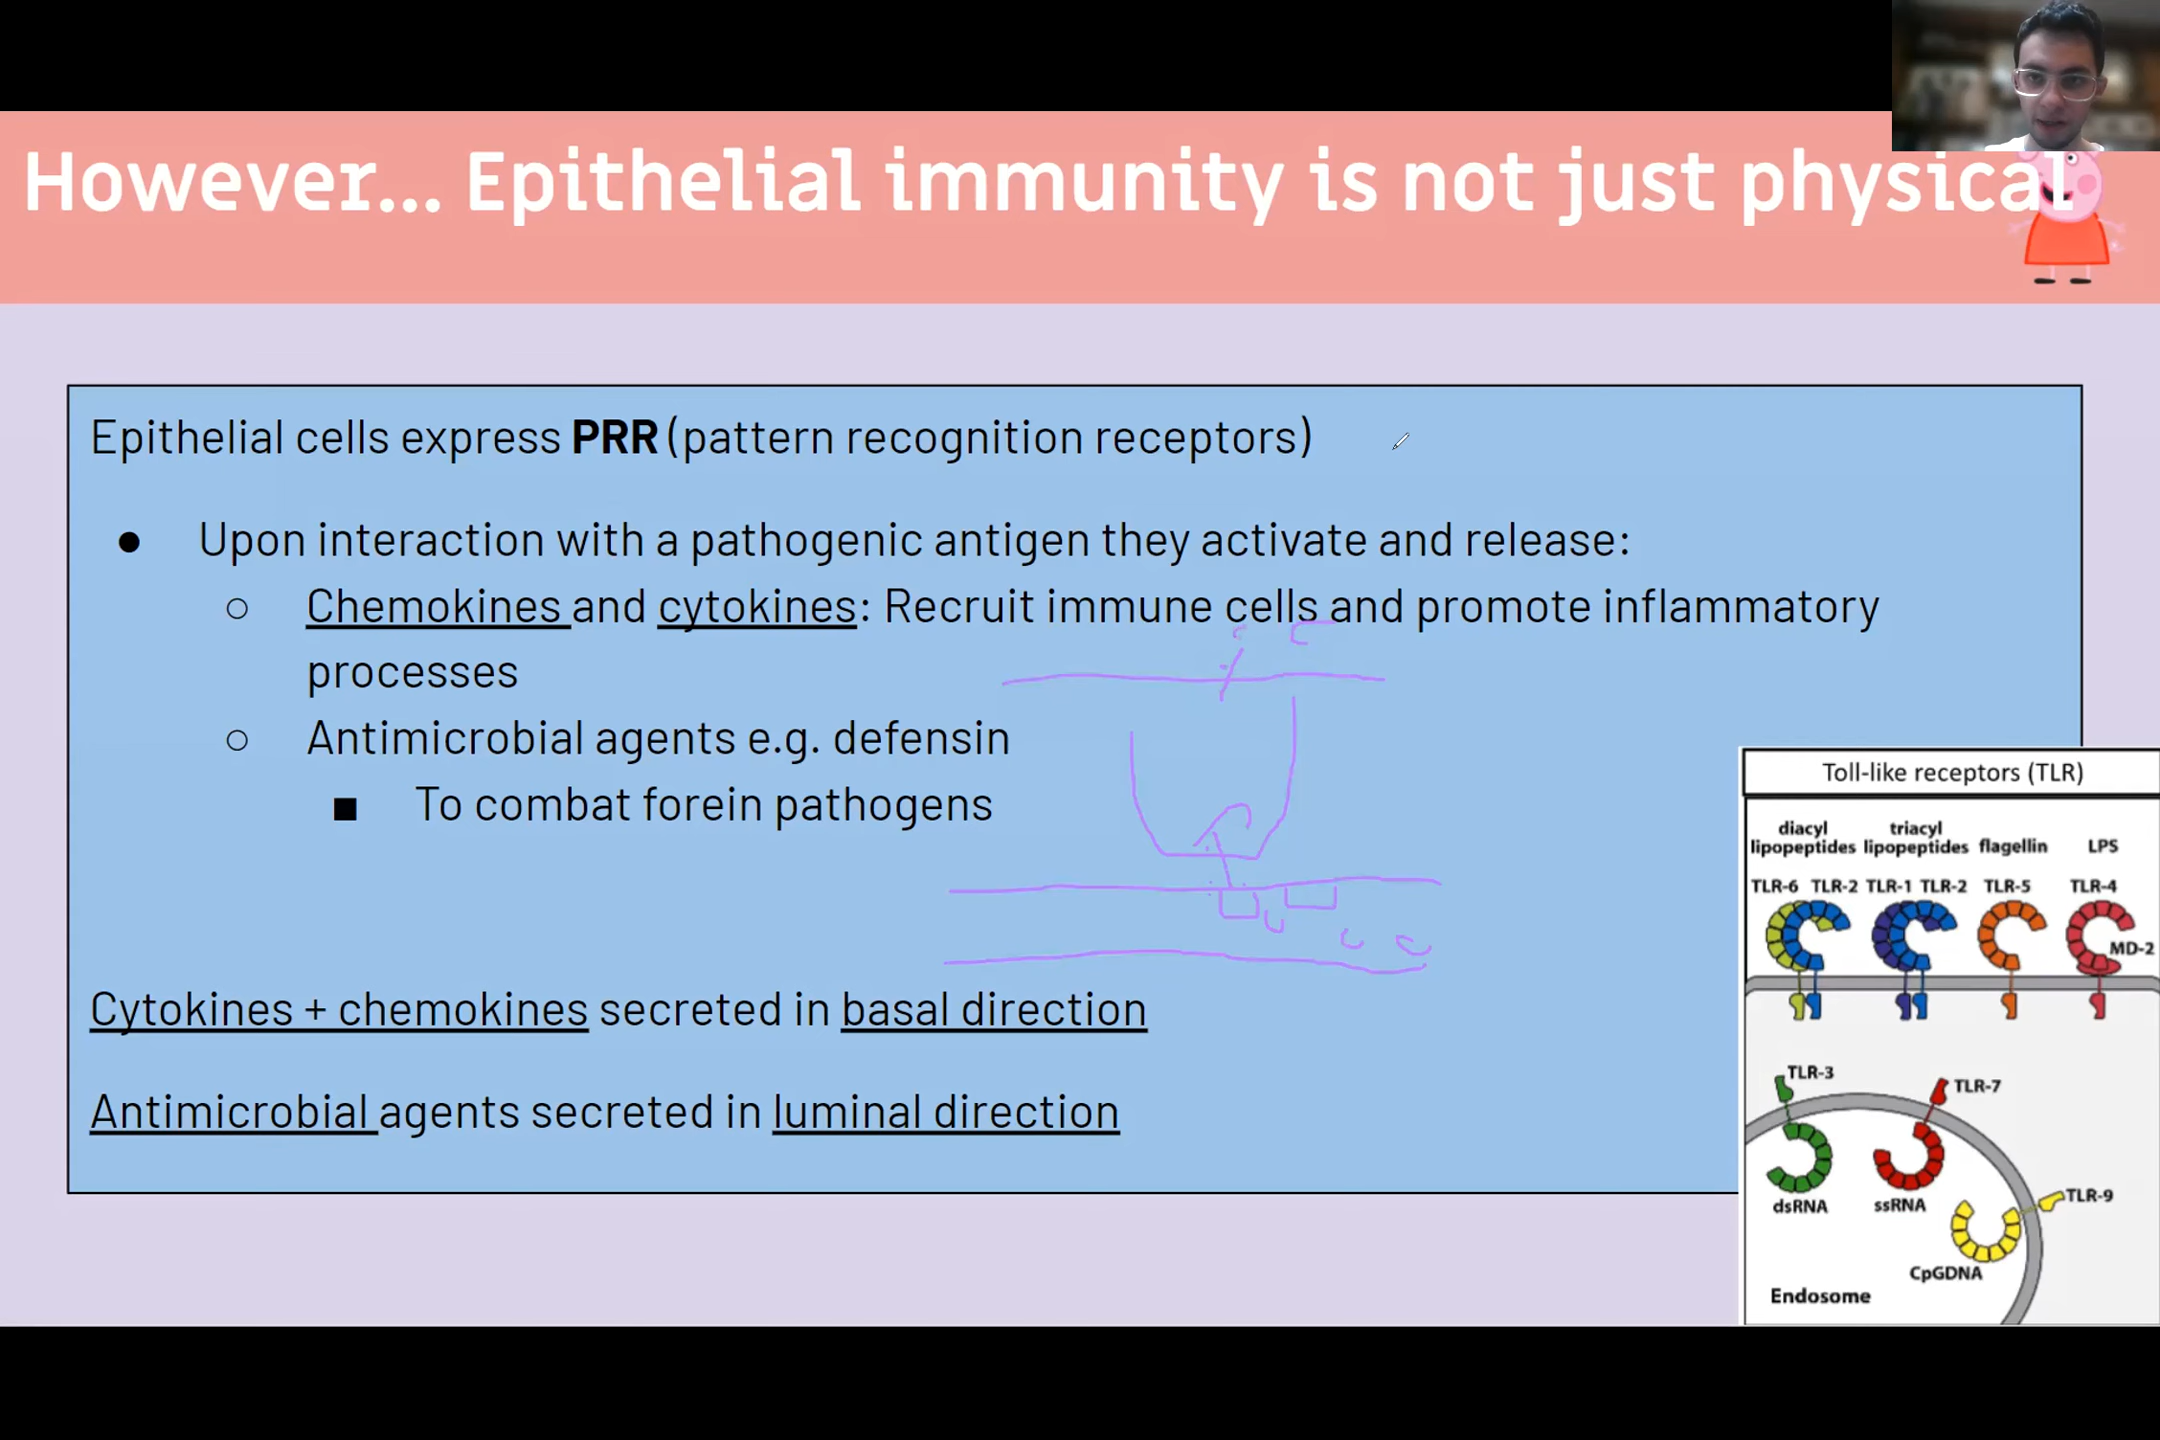 However... Epithelial immunity is not just physical
Epithelial cells express PRR (pattern recognition receptors)
● Upon interaction with a pathogenic antigen they activate and release:
○ Chemokines and cytokines: Recruit immune cells and promote inflammatory
processes
○ Antimicrobial agents e.g. defensin
■ To combat forein pathogens
Cytokines + chemokines secreted in basal direction
Antimicrobial agents secreted in luminal direction
Toll-like receptors (TLR)
diacyl triacyl
lipopeptides lipopeptides flagellin LPS
TLR-6 TLR-2 TLR-1 TLR-2 TLR-5 TLR-4
MD-2
TLR-3
TLR-7
TLR-9
dsRNA ssRNA
CpGDNA
Endosome